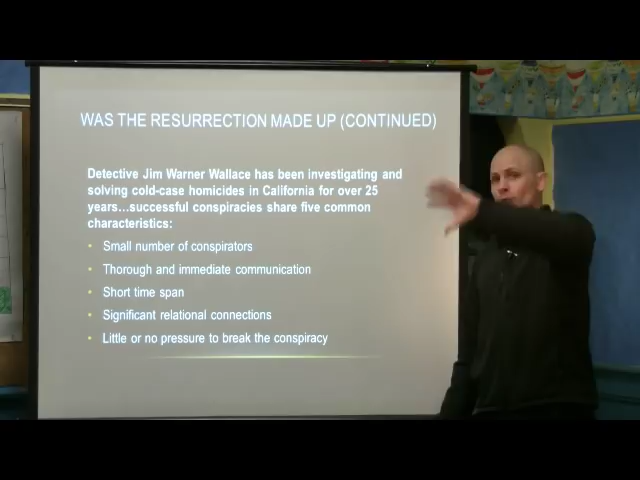 WAS THE RESURRECTION MADE UP (CONTINUED)
Detective Jim Warner Wallace has been investigating and
solving cold-case homicides in California for over 25
years…successful conspiracies share five common
characteristics:
• Small number of conspirators
• Thorough and immediate communication
• Short time span
• Significant relational connections
• Little or no pressure to break the conspiracy